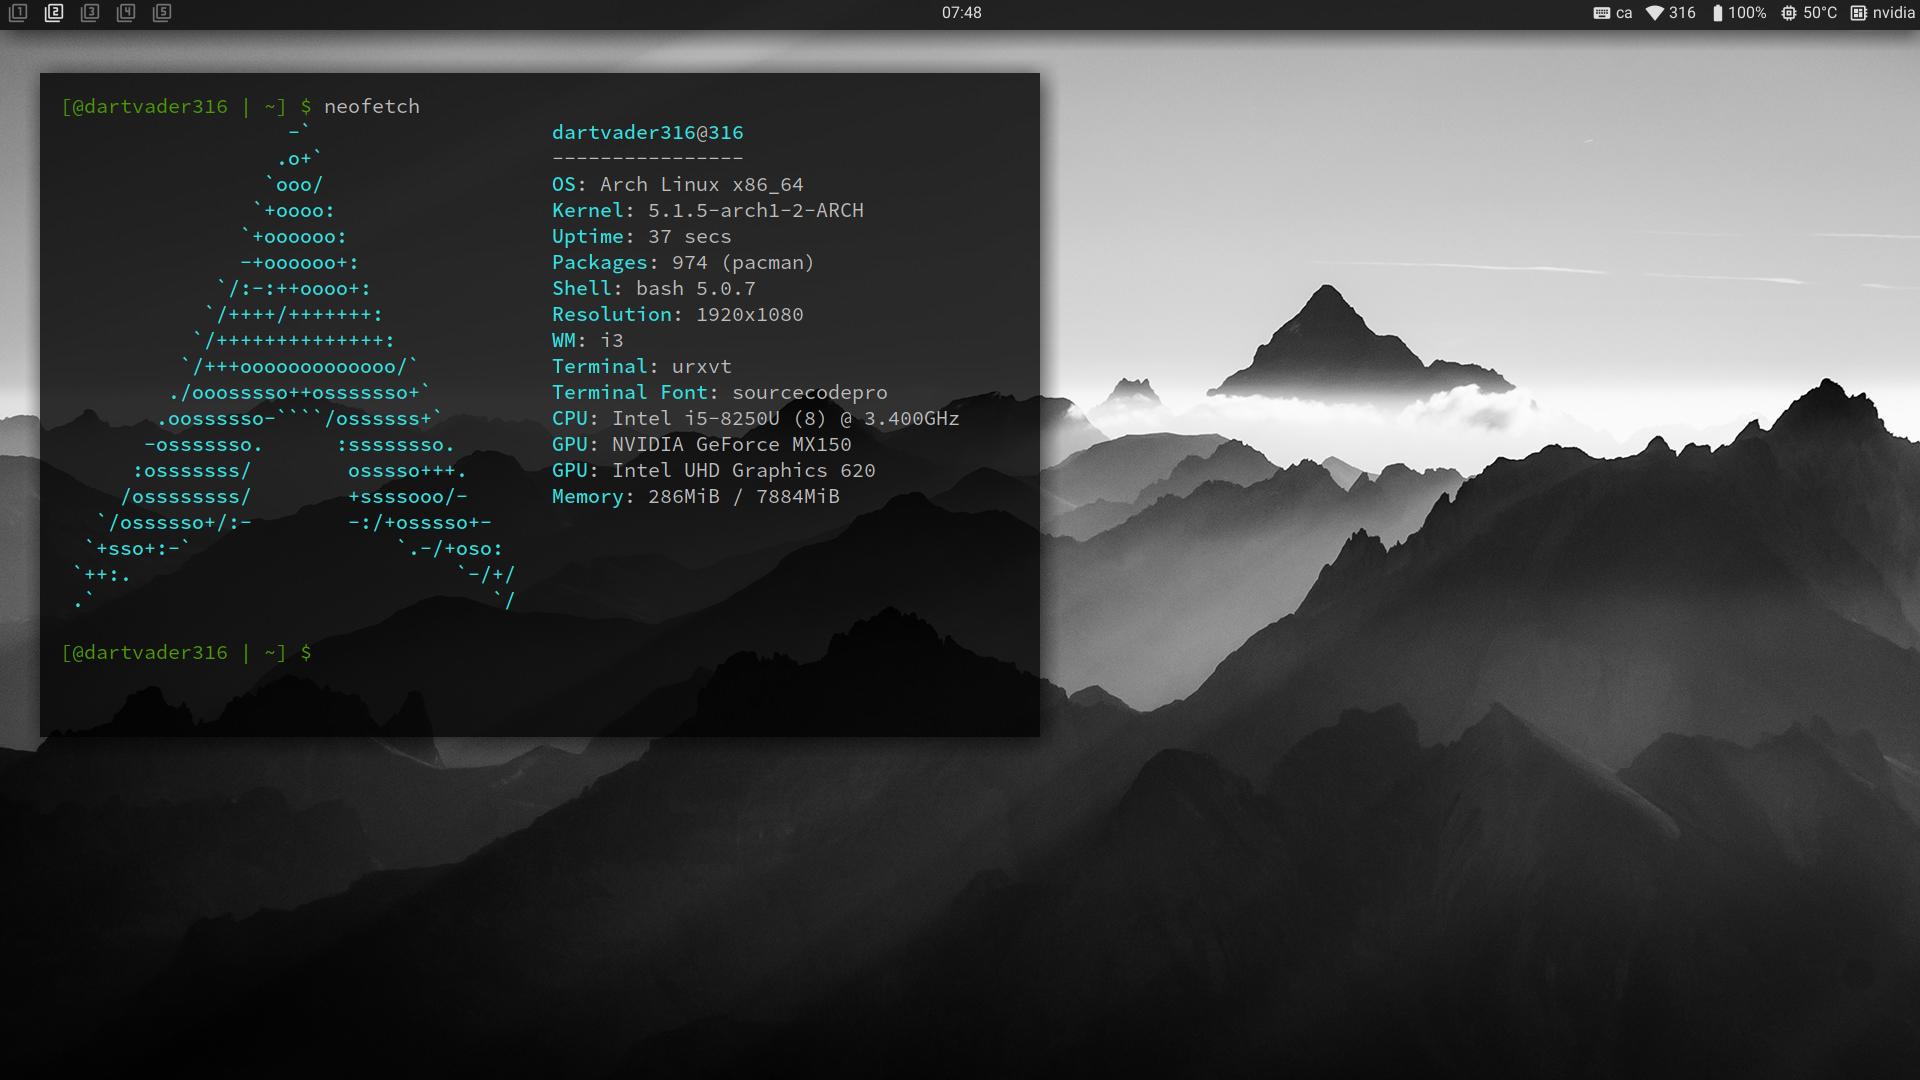 1 2 3 4 5 07:48 ca 316 100% 50°C nvidia
[@dartvader316 | ~] $ neofetch
-` dartvader316@316
.o+` ----------------
`ooo/ OS: Arch Linux x86_64
`+oooo: Kernel: 5.1.5-arch1-2-ARCH
`+oooooo: Uptime: 37 secs
-+oooooo+: Packages: 974 (pacman)
`/:-:++oooo+: Shell: bash 5.0.7
`/++++/+++++++: Resolution: 1920x1080
`/++++++++++++++: WM: i3
`/+++ooooooooooooo/` Terminal: urxvt
./ooosssso++osssssso+` Terminal Font: sourcecodepro
.oossssso-````/ossssss+` CPU: Intel i5-8250U (8) @ 3.400GHz
-osssssso. :ssssssso. GPU: NVIDIA GeForce MX150
:osssssss/ osssso+++. GPU: Intel UHD Graphics 620
/ossssssss/ +ssssooo/- Memory: 286MiB / 7884MiB
`/ossssso+/:- -:/+osssso+-
`+sso+:-` `.-/+oso:
`++:. `-/+/
.` `/
[@dartvader316 | ~] $